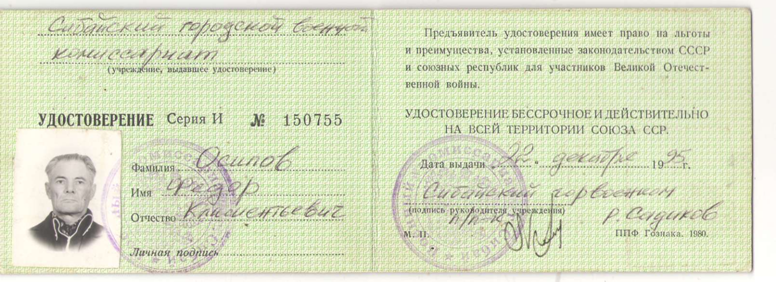 Сибайский городской военный
комиссариат
(учреждение, выдавшее удостоверение)
УДОСТОВЕРЕНИЕ Серия И № 150755
Фамилия Осипов
Имя Федор
Отчество Климентьевич
Личная подпись
Предъявитель удостоверения имеет право на льготы
и преимущества, установленные законодательством СССР
и союзных республик для участников Великой Отечест-
венной войны.
УДОСТОВЕРЕНИЕ БЕССРОЧНОЕ И ДЕЙСТВИТЕЛЬНО
НА ВСЕЙ ТЕРРИТОРИИ СОЮЗА ССР.
Дата выдачи 22. декабря 1995 г.
Сибайский горвоенком
(подпись руководителя учреждения)
п/п-к Р. Садиков
М. П.
ППФ Гознака. 1980.